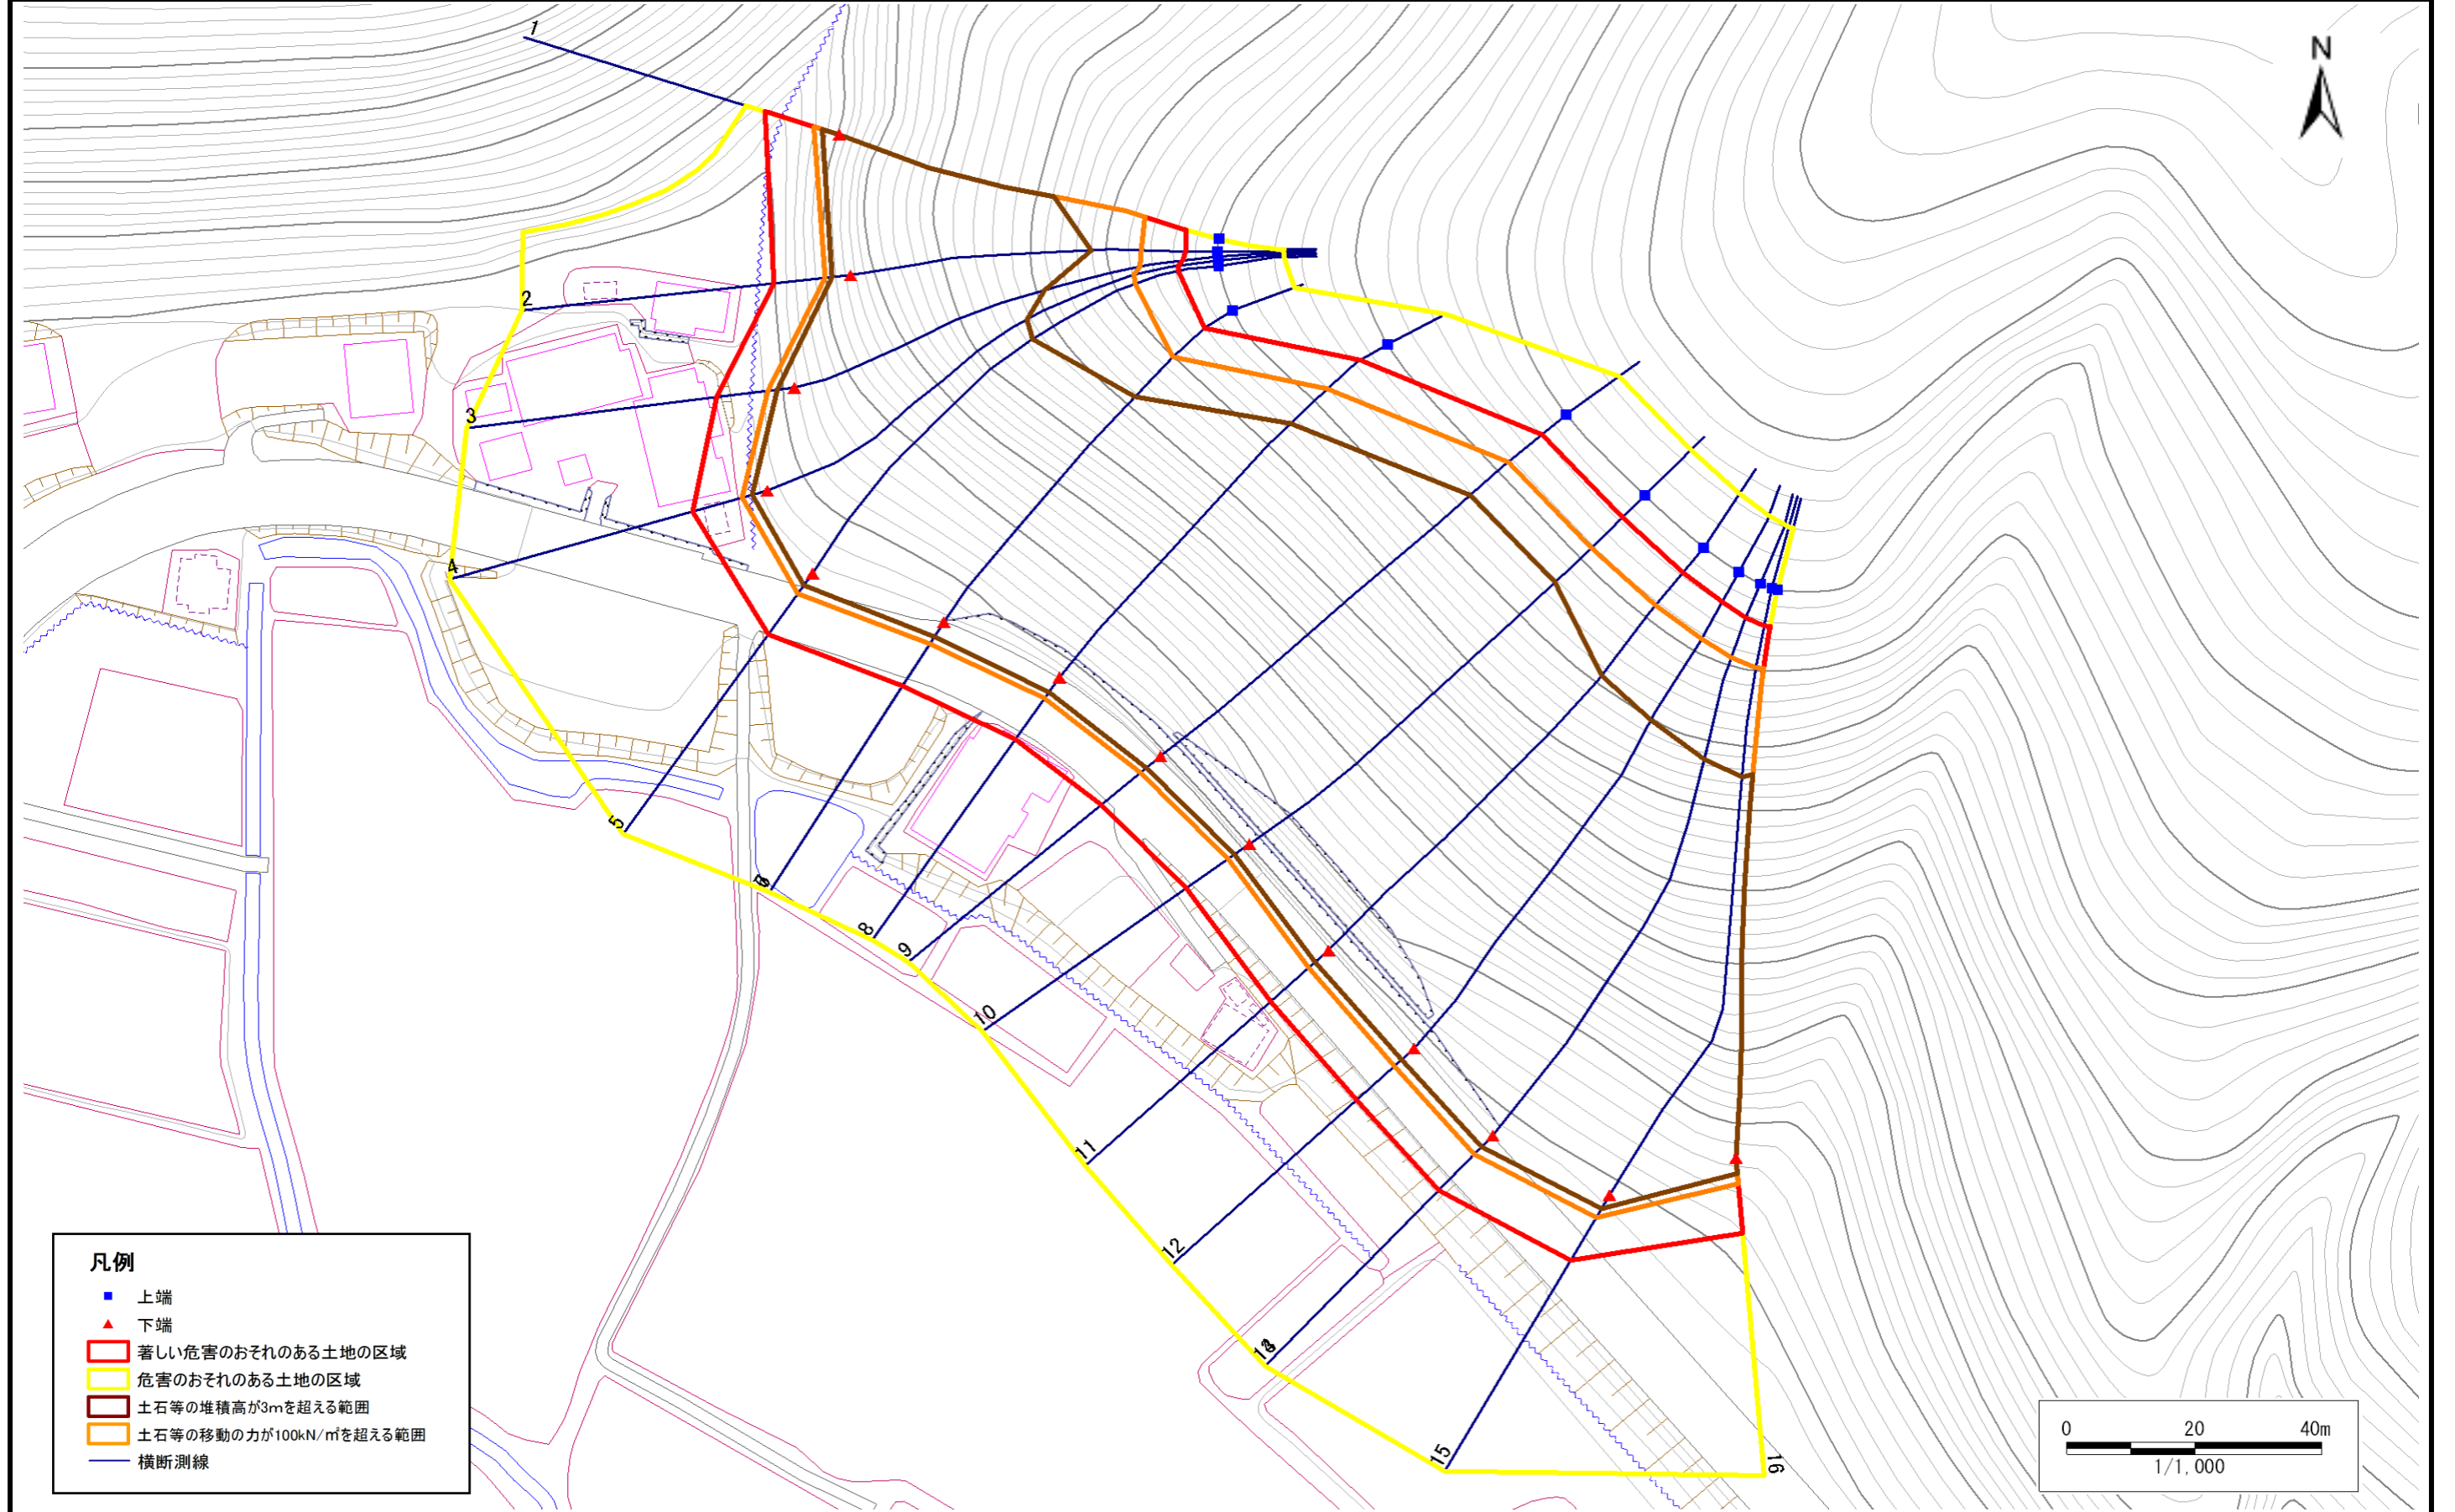 1
N
2
3
4
5
8
9
10
11
12
15
16
凡例
上端
下端
著しい危害のおそれのある土地の区域
危害のおそれのある土地の区域
土石等の堆積高が3mを超える範囲
土石等の移動の力が100kN/㎡を超える範囲
横断測線
0 20 40m
1/1,000